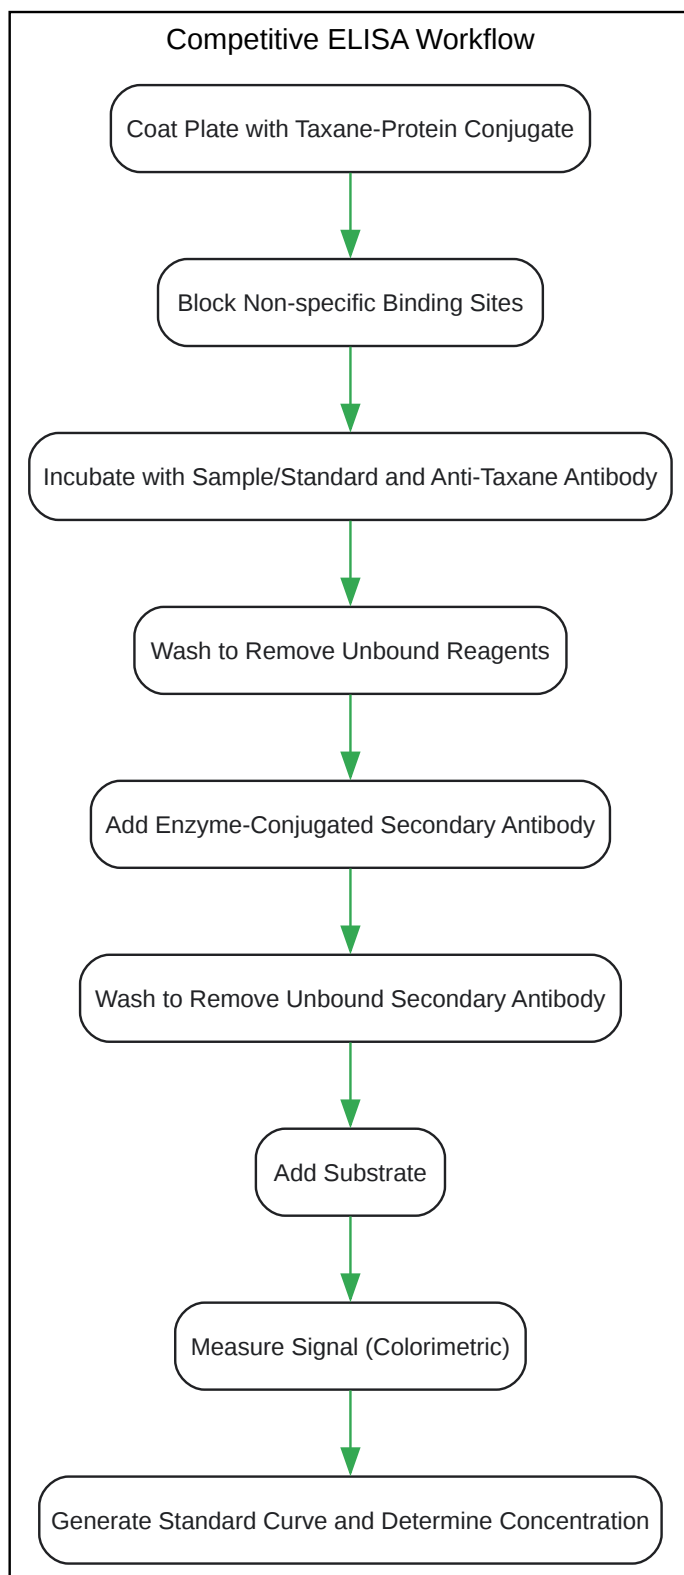 Competitive ELISA Workflow
Coat Plate with Taxane-Protein Conjugate
Block Non-specific Binding Sites
Incubate with Sample/Standard and Anti-Taxane Antibody
Wash to Remove Unbound Reagents
Add Enzyme-Conjugated Secondary Antibody
Wash to Remove Unbound Secondary Antibody
Add Substrate
Measure Signal (Colorimetric)
Generate Standard Curve and Determine Concentration